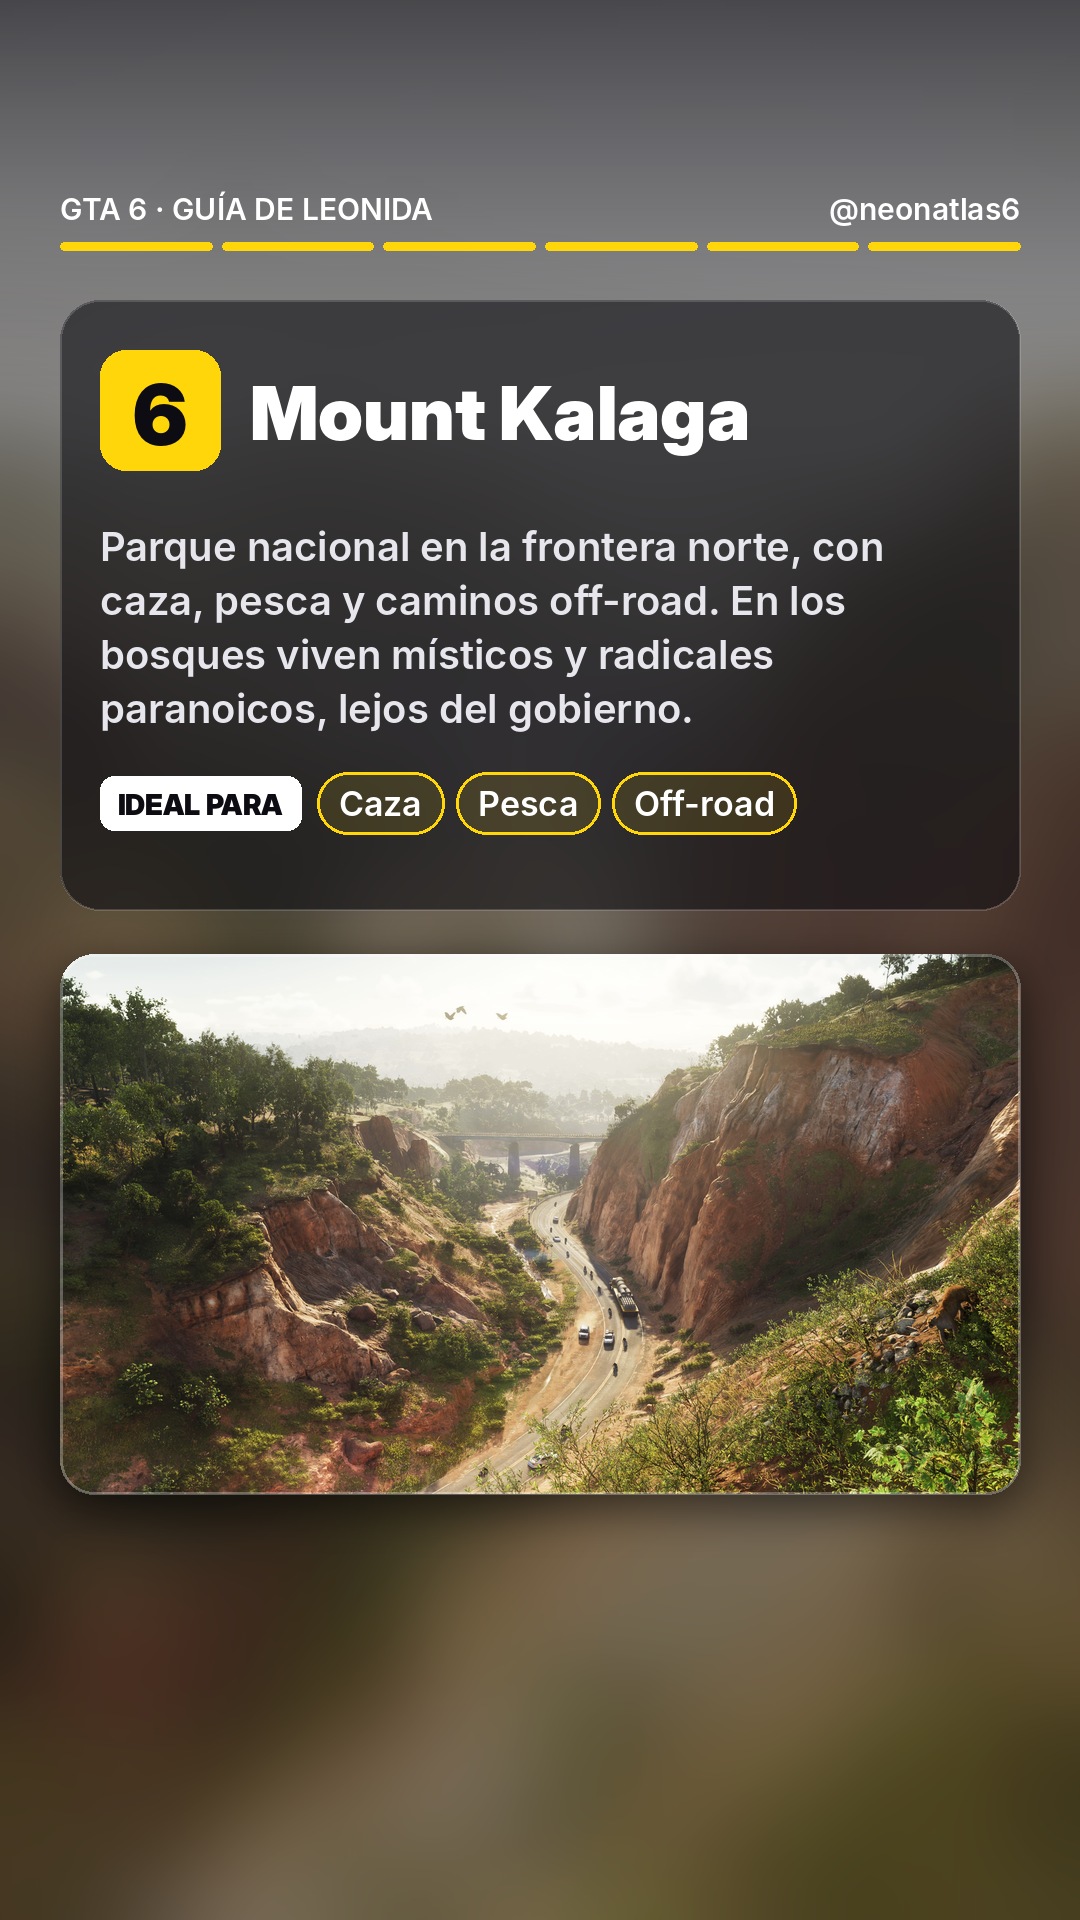 GTA 6 · GUÍA DE LEONIDA
@neonatlas6
6
Mount Kalaga
Parque nacional en la frontera norte, con
caza, pesca y caminos off-road. En los
bosques viven místicos y radicales
paranoicos, lejos del gobierno.
IDEAL PARA
Caza
Pesca
Off-road